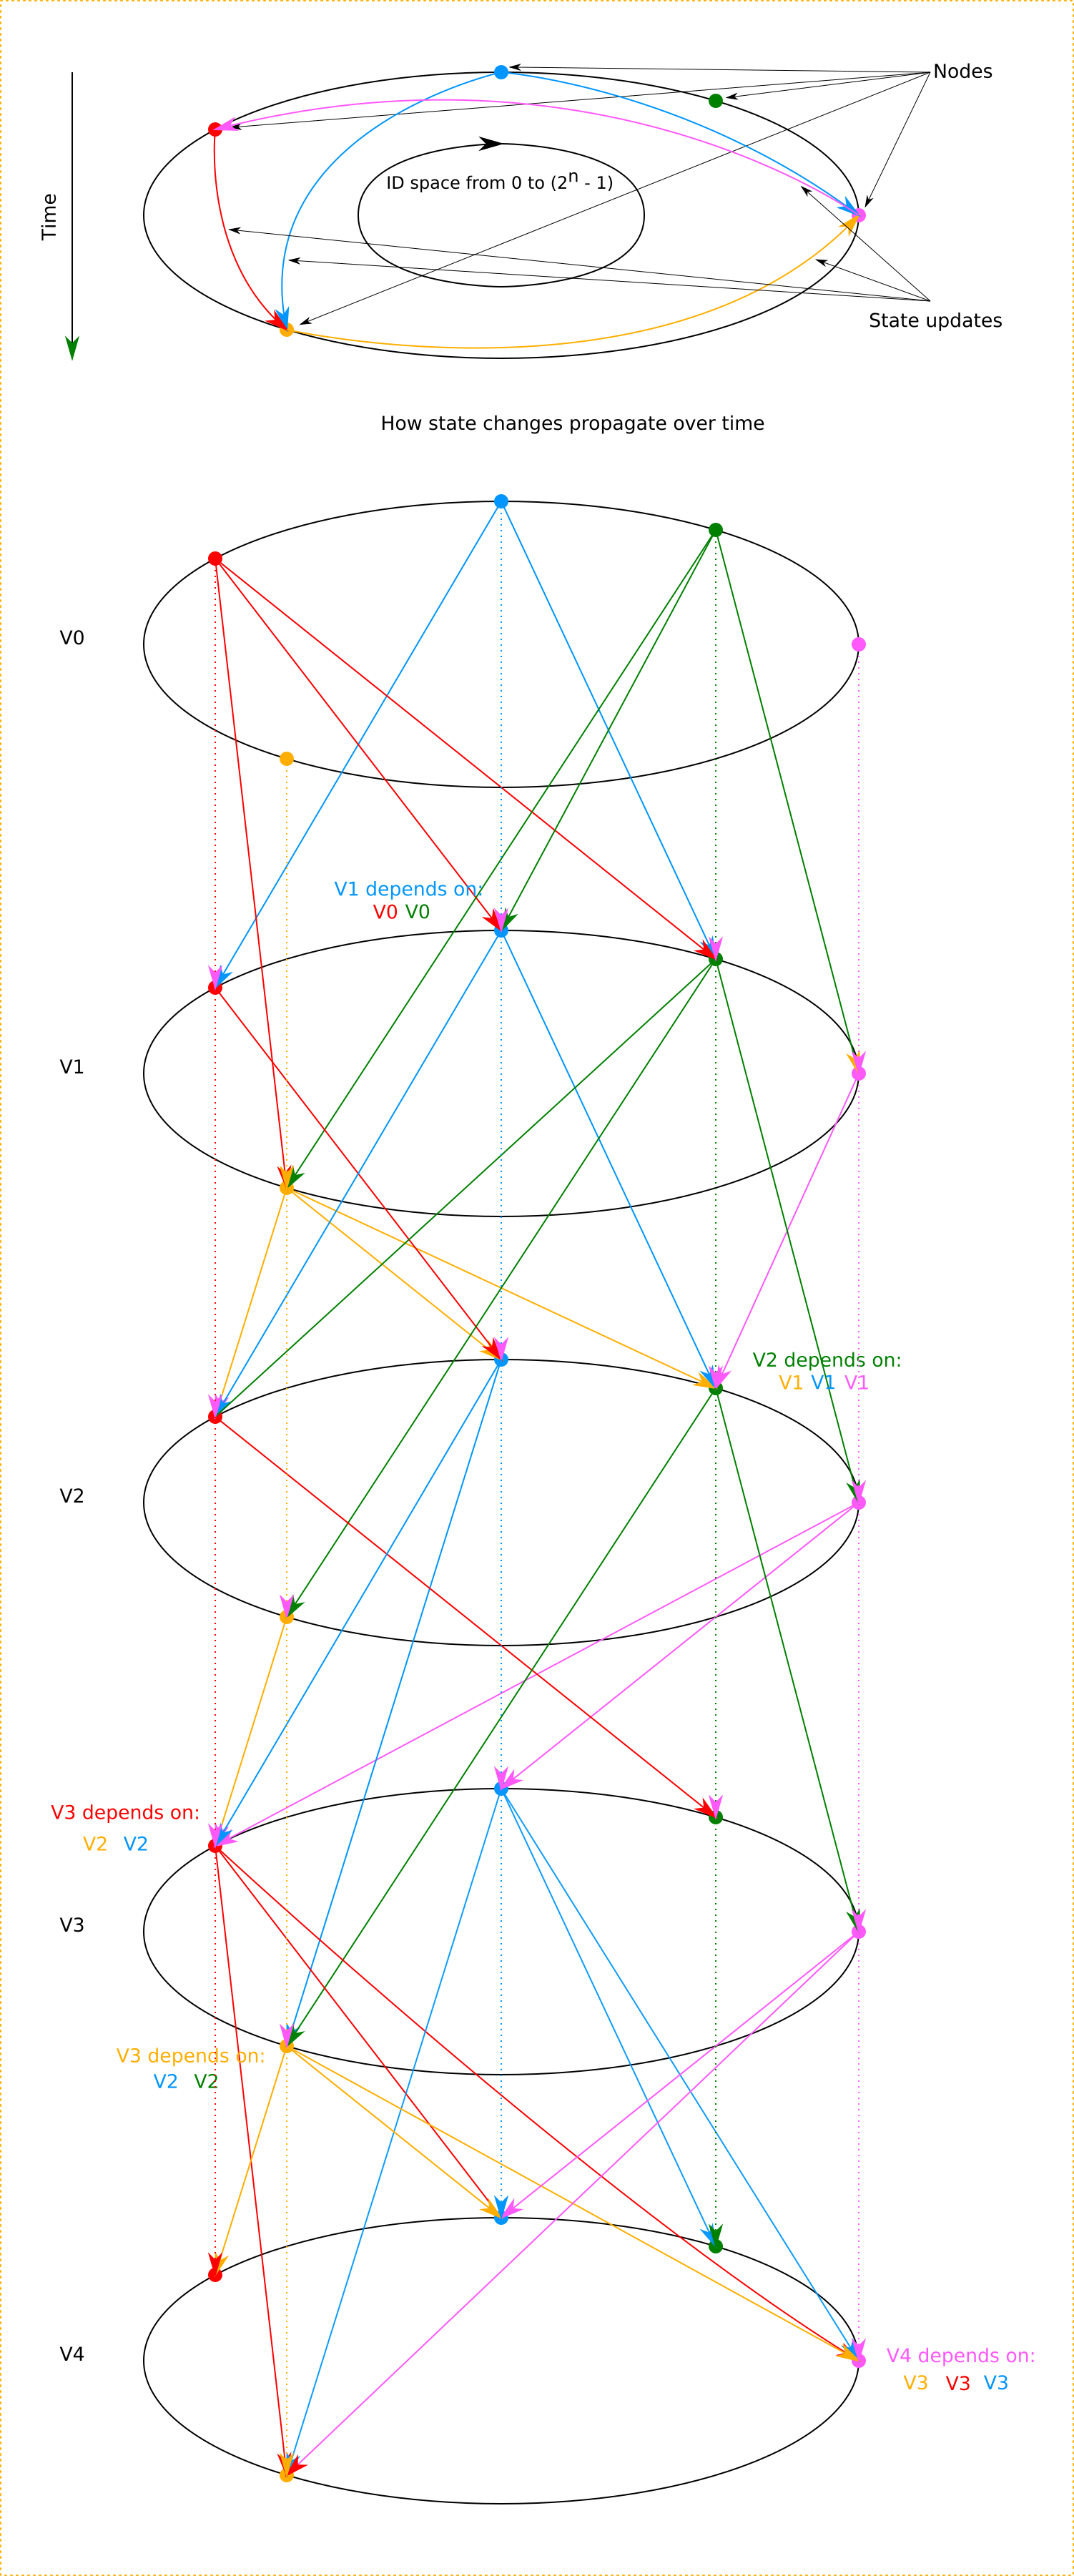 Nodes
ID space from 0 to (2^n - 1)
Time
State updates
How state changes propagate over time
V0
V1 depends on:
V0 V0
V1
V2 depends on:
V1 V1 V1
V2
V3 depends on:
V2 V2
V3
V3 depends on:
V2 V2
V4
V4 depends on:
V3 V3 V3